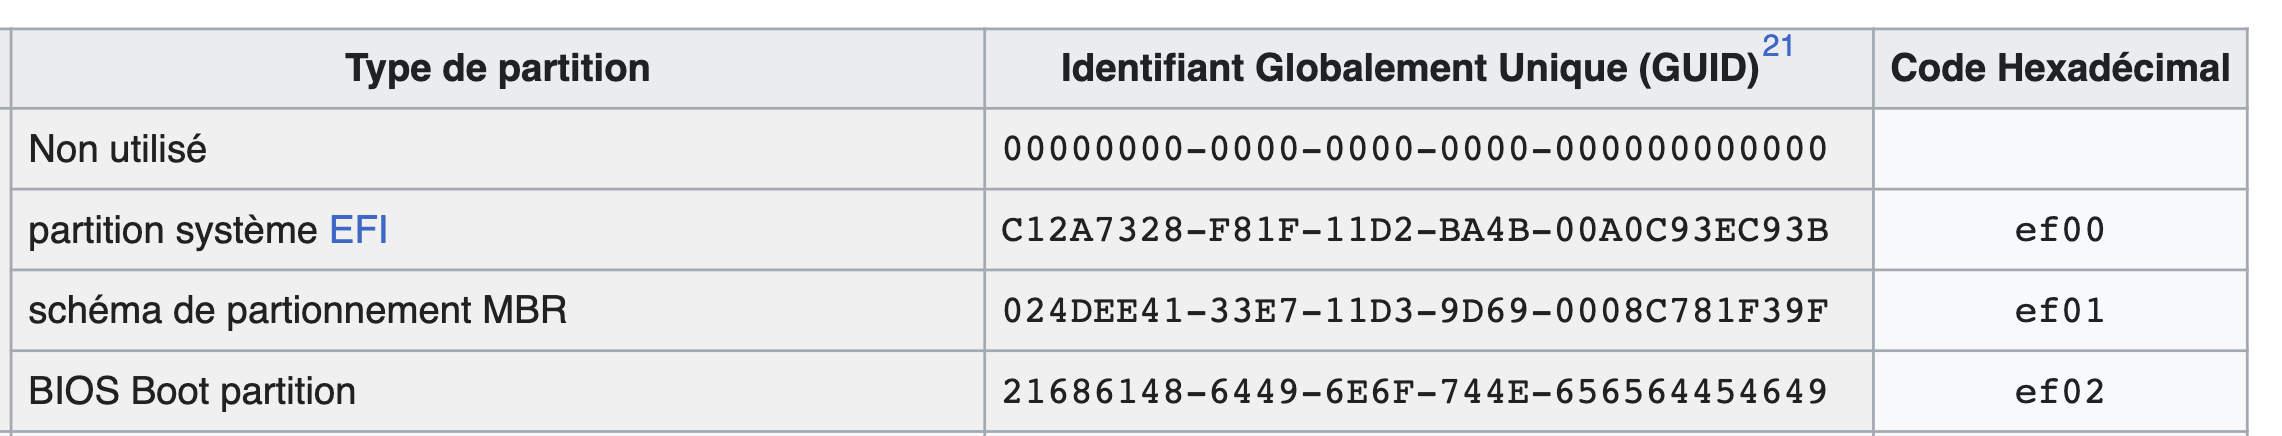 Type de partition Identifiant Globalement Unique (GUID)21 Code Hexadécimal
Non utilisé 00000000-0000-0000-0000-000000000000
partition système EFI C12A7328-F81F-11D2-BA4B-00A0C93EC93B ef00
schéma de partionnement MBR 024DEE41-33E7-11D3-9D69-0008C781F39F ef01
BIOS Boot partition 21686148-6449-6E6F-744E-656564454649 ef02